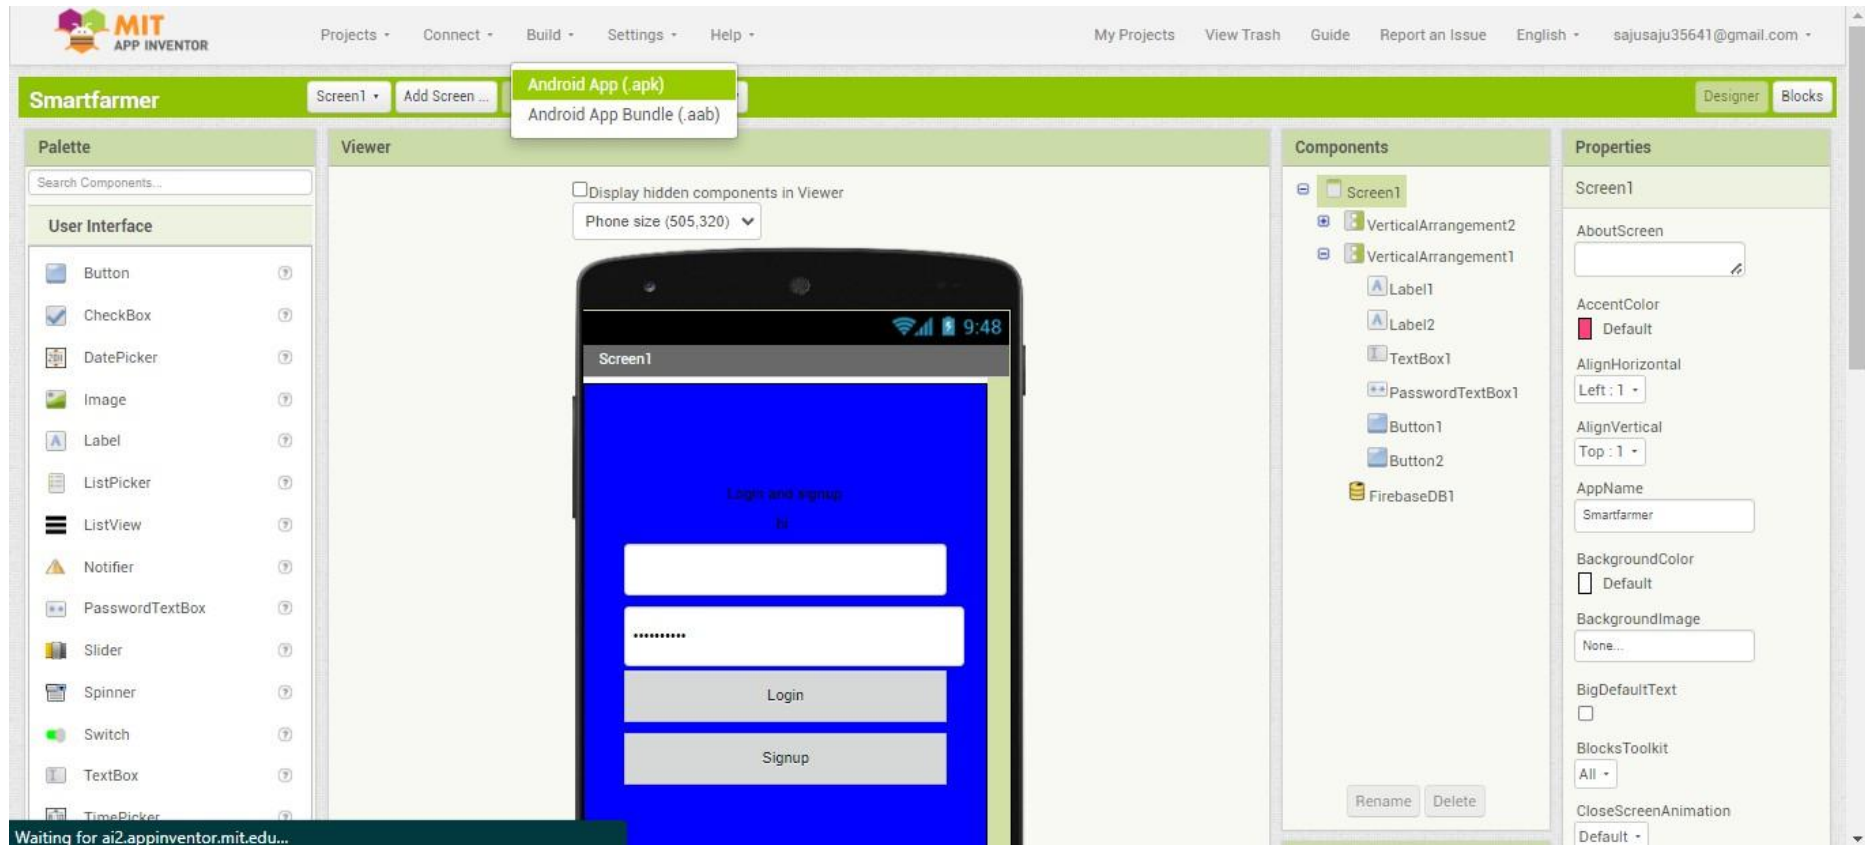 MIT
APP INVENTOR
Projects
Connect
Build
Settings
Help
My Projects
View Trash
Guide
Report an Issue
English
sajusaju35641@gmail.com
Smartfarmer
Screen1
Add Screen ...
Android App (.apk)
Android App Bundle (.aab)
Designer
Blocks
Palette
Search Components...
User Interface
Button
CheckBox
DatePicker
Image
Label
ListPicker
ListView
Notifier
PasswordTextBox
Slider
Spinner
Switch
TextBox
TimePicker
Waiting for ai2.appinventor.mit.edu...
Viewer
Display hidden components in Viewer
Phone size (505,320)
9:48
Screen1
Login and signup
hi
••••••••••
Login
Signup
Components
Screen1
VerticalArrangement2
VerticalArrangement1
Label1
Label2
TextBox1
PasswordTextBox1
Button1
Button2
FirebaseDB1
Rename
Delete
Properties
Screen1
AboutScreen
AccentColor
Default
AlignHorizontal
Left : 1
AlignVertical
Top : 1
AppName
Smartfarmer
BackgroundColor
Default
BackgroundImage
None...
BigDefaultText
BlocksToolkit
All
CloseScreenAnimation
Default